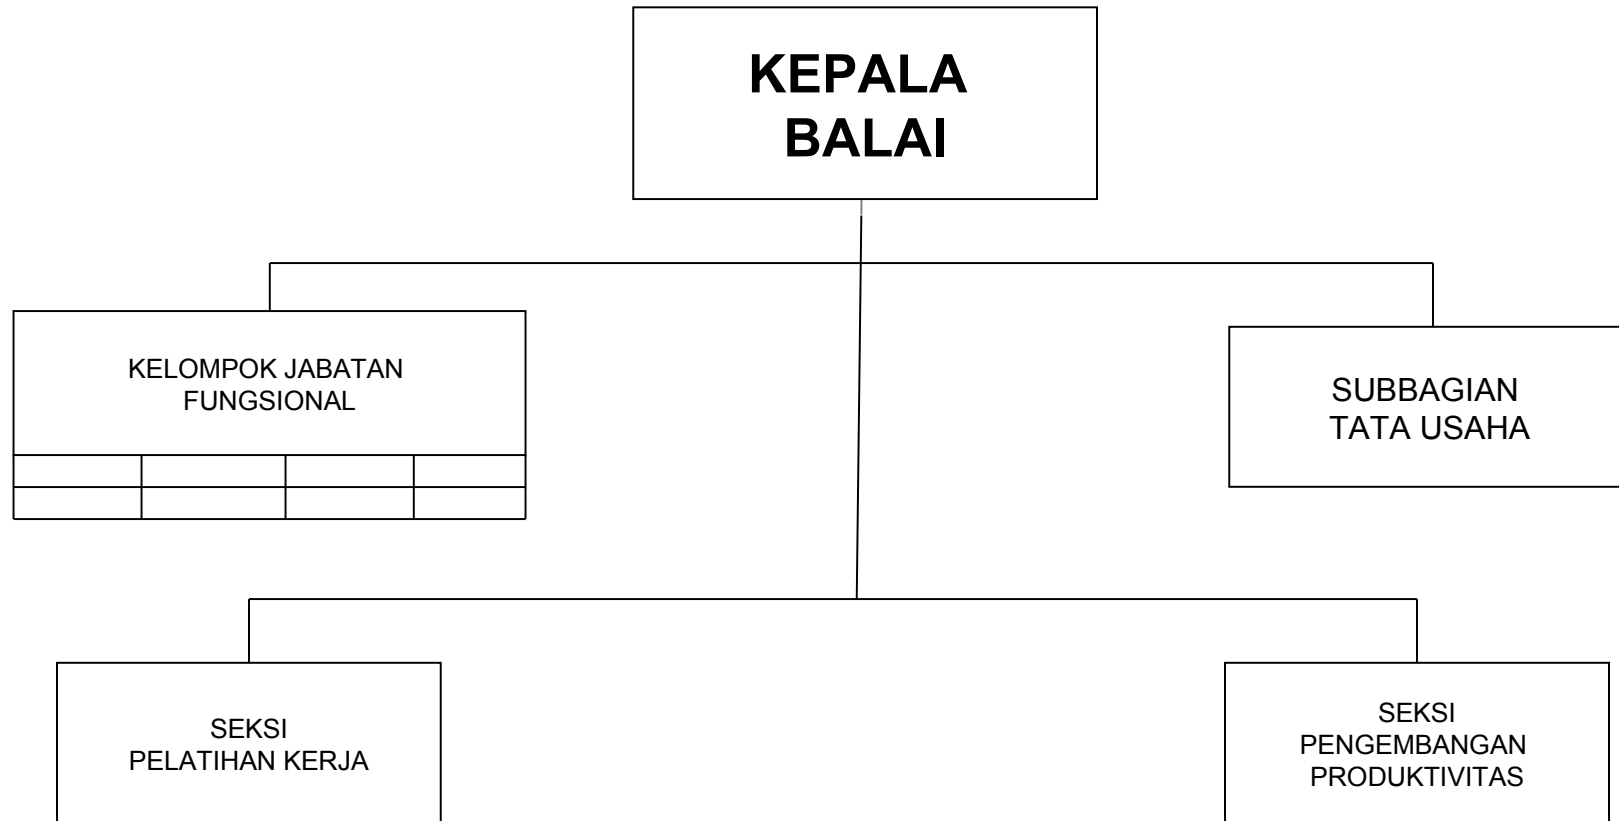 KEPALA
BALAI
KELOMPOK JABATAN
FUNGSIONAL
SUBBAGIAN
TATA USAHA
SEKSI
PELATIHAN KERJA
SEKSI
PENGEMBANGAN
PRODUKTIVITAS